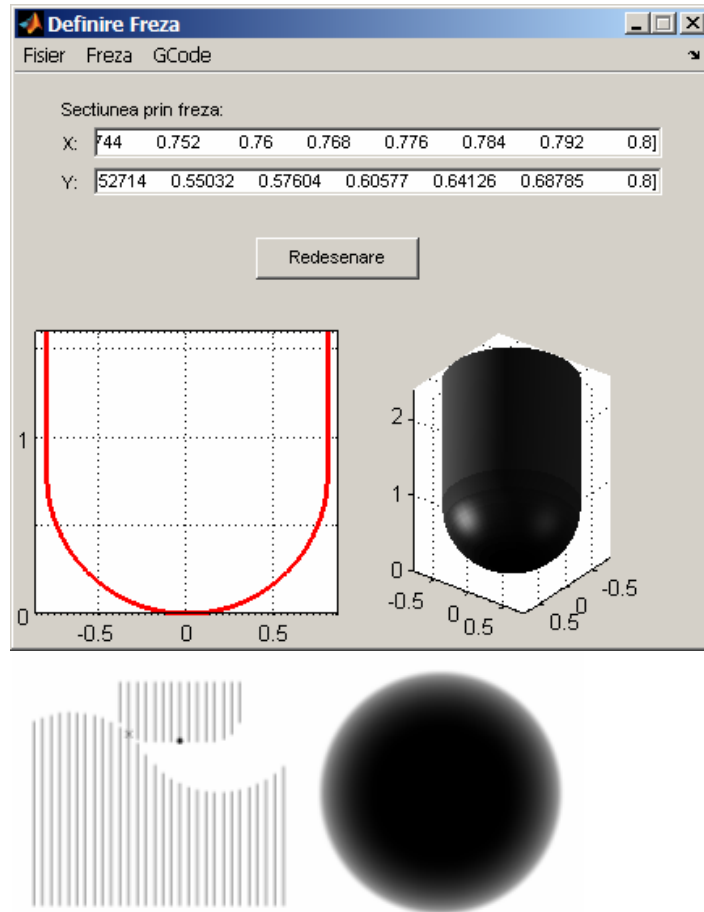 Definire Freza
Fisier Freza GCode
Sectiunea prin freza:
X: 744 0.752 0.76 0.768 0.776 0.784 0.792 0.8]
Y: 52714 0.55032 0.57604 0.60577 0.64126 0.68785 0.8]
Redesenare
1
0
-0.5 0 0.5
2
1
0
-0.5 0 0.5
0.5 0 -0.5